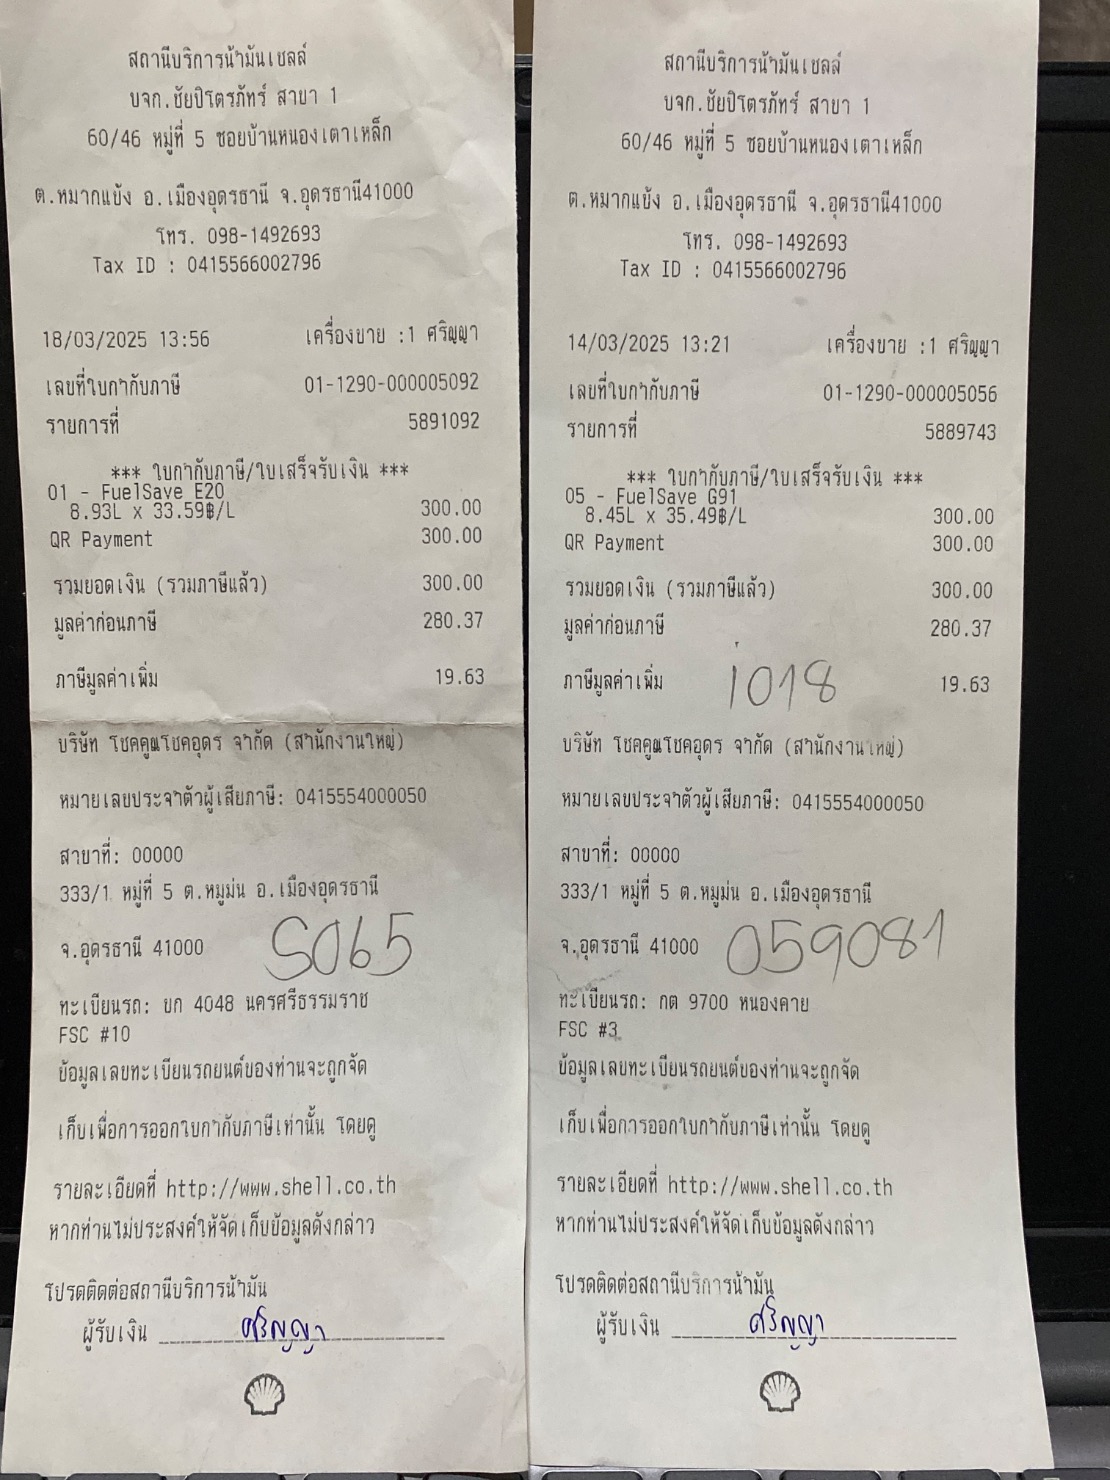 สถานีบริการน้ำมันเชลล์
บจก.ชัยปิโตรภัทร์ สาขา 1
60/46 หมู่ที่ 5 ซอยบ้านหนองเตาเหล็ก
ต.หมากแข้ง อ.เมืองอุดรธานี จ.อุดรธานี41000
โทร. 098-1492693
Tax ID : 0415566002796
18/03/2025 13:56 เครื่องขาย :1 ศริญญา
เลขที่ใบกำกับภาษี 01-1290-000005092
รายการที่ 5891092
*** ใบกำกับภาษี/ใบเสร็จรับเงิน ***
01 - FuelSave E20
8.93L x 33.59฿/L 300.00
QR Payment 300.00
รวมยอดเงิน (รวมภาษีแล้ว) 300.00
มูลค่าก่อนภาษี 280.37
ภาษีมูลค่าเพิ่ม 19.63
บริษัท โชคคูณโชคอุดร จำกัด (สำนักงานใหญ่)
หมายเลขประจำตัวผู้เสียภาษี: 0415554000050
สาขาที่: 00000
333/1 หมู่ที่ 5 ต.หมูม่น อ.เมืองอุดรธานี
จ.อุดรธานี 41000 S065
ทะเบียนรถ: ยก 4048 นครศรีธรรมราช
FSC #10
ข้อมูลเลขทะเบียนรถยนต์ของท่านจะถูกจัด
เก็บเพื่อการออกใบกำกับภาษีเท่านั้น โดยดู
รายละเอียดที่ http://www.shell.co.th
หากท่านไม่ประสงค์ให้จัดเก็บข้อมูลดังกล่าว
โปรดติดต่อสถานีบริการน้ำมัน
ผู้รับเงิน ศริญญา
สถานีบริการน้ำมันเชลล์
บจก.ชัยปิโตรภัทร์ สาขา 1
60/46 หมู่ที่ 5 ซอยบ้านหนองเตาเหล็ก
ต.หมากแข้ง อ.เมืองอุดรธานี จ.อุดรธานี41000
โทร. 098-1492693
Tax ID : 0415566002796
14/03/2025 13:21 เครื่องขาย :1 ศริญญา
เลขที่ใบกำกับภาษี 01-1290-000005056
รายการที่ 5889743
*** ใบกำกับภาษี/ใบเสร็จรับเงิน ***
05 - FuelSave G91
8.45L x 35.49฿/L 300.00
QR Payment 300.00
รวมยอดเงิน (รวมภาษีแล้ว) 300.00
มูลค่าก่อนภาษี 280.37
ภาษีมูลค่าเพิ่ม 1018 19.63
บริษัท โชคคูณโชคอุดร จำกัด (สำนักงานใหญ่)
หมายเลขประจำตัวผู้เสียภาษี: 0415554000050
สาขาที่: 00000
333/1 หมู่ที่ 5 ต.หมูม่น อ.เมืองอุดรธานี
จ.อุดรธานี 41000 059081
ทะเบียนรถ: กต 9700 หนองคาย
FSC #3
ข้อมูลเลขทะเบียนรถยนต์ของท่านจะถูกจัด
เก็บเพื่อการออกใบกำกับภาษีเท่านั้น โดยดู
รายละเอียดที่ http://www.shell.co.th
หากท่านไม่ประสงค์ให้จัดเก็บข้อมูลดังกล่าว
โปรดติดต่อสถานีบริการน้ำมัน
ผู้รับเงิน ศริญญา